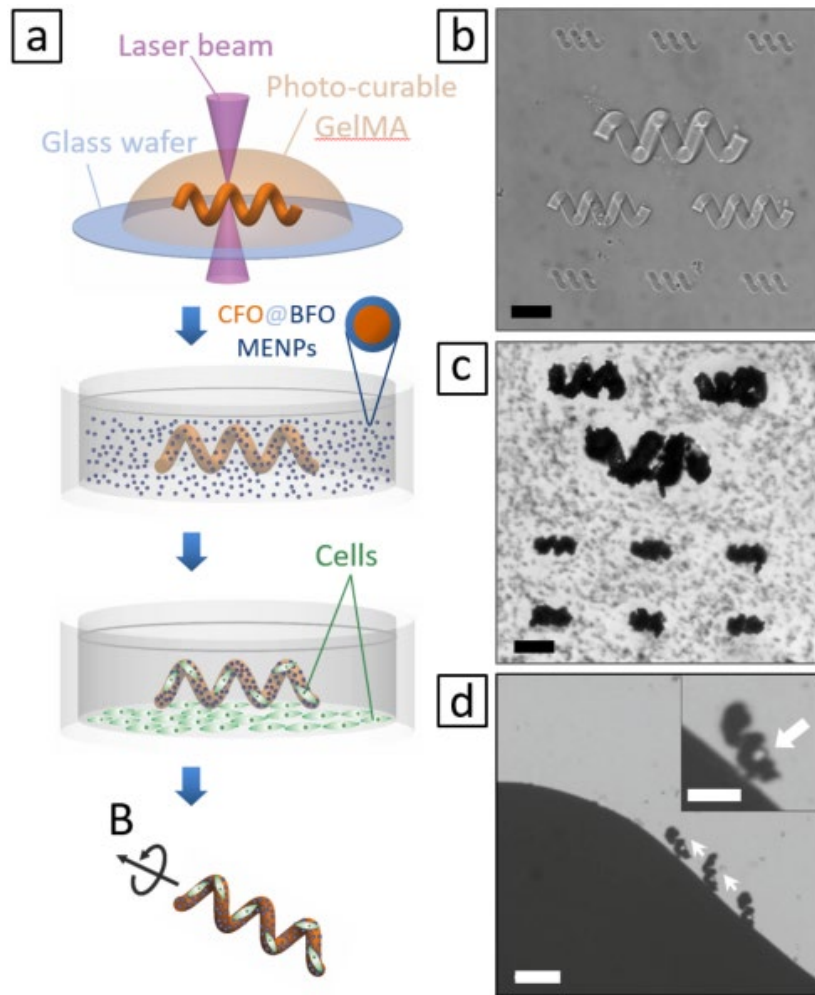 a
Laser beam
Photo-curable
GelMA
Glass wafer
CFO@BFO
MENPs
Cells
B
b
c
d